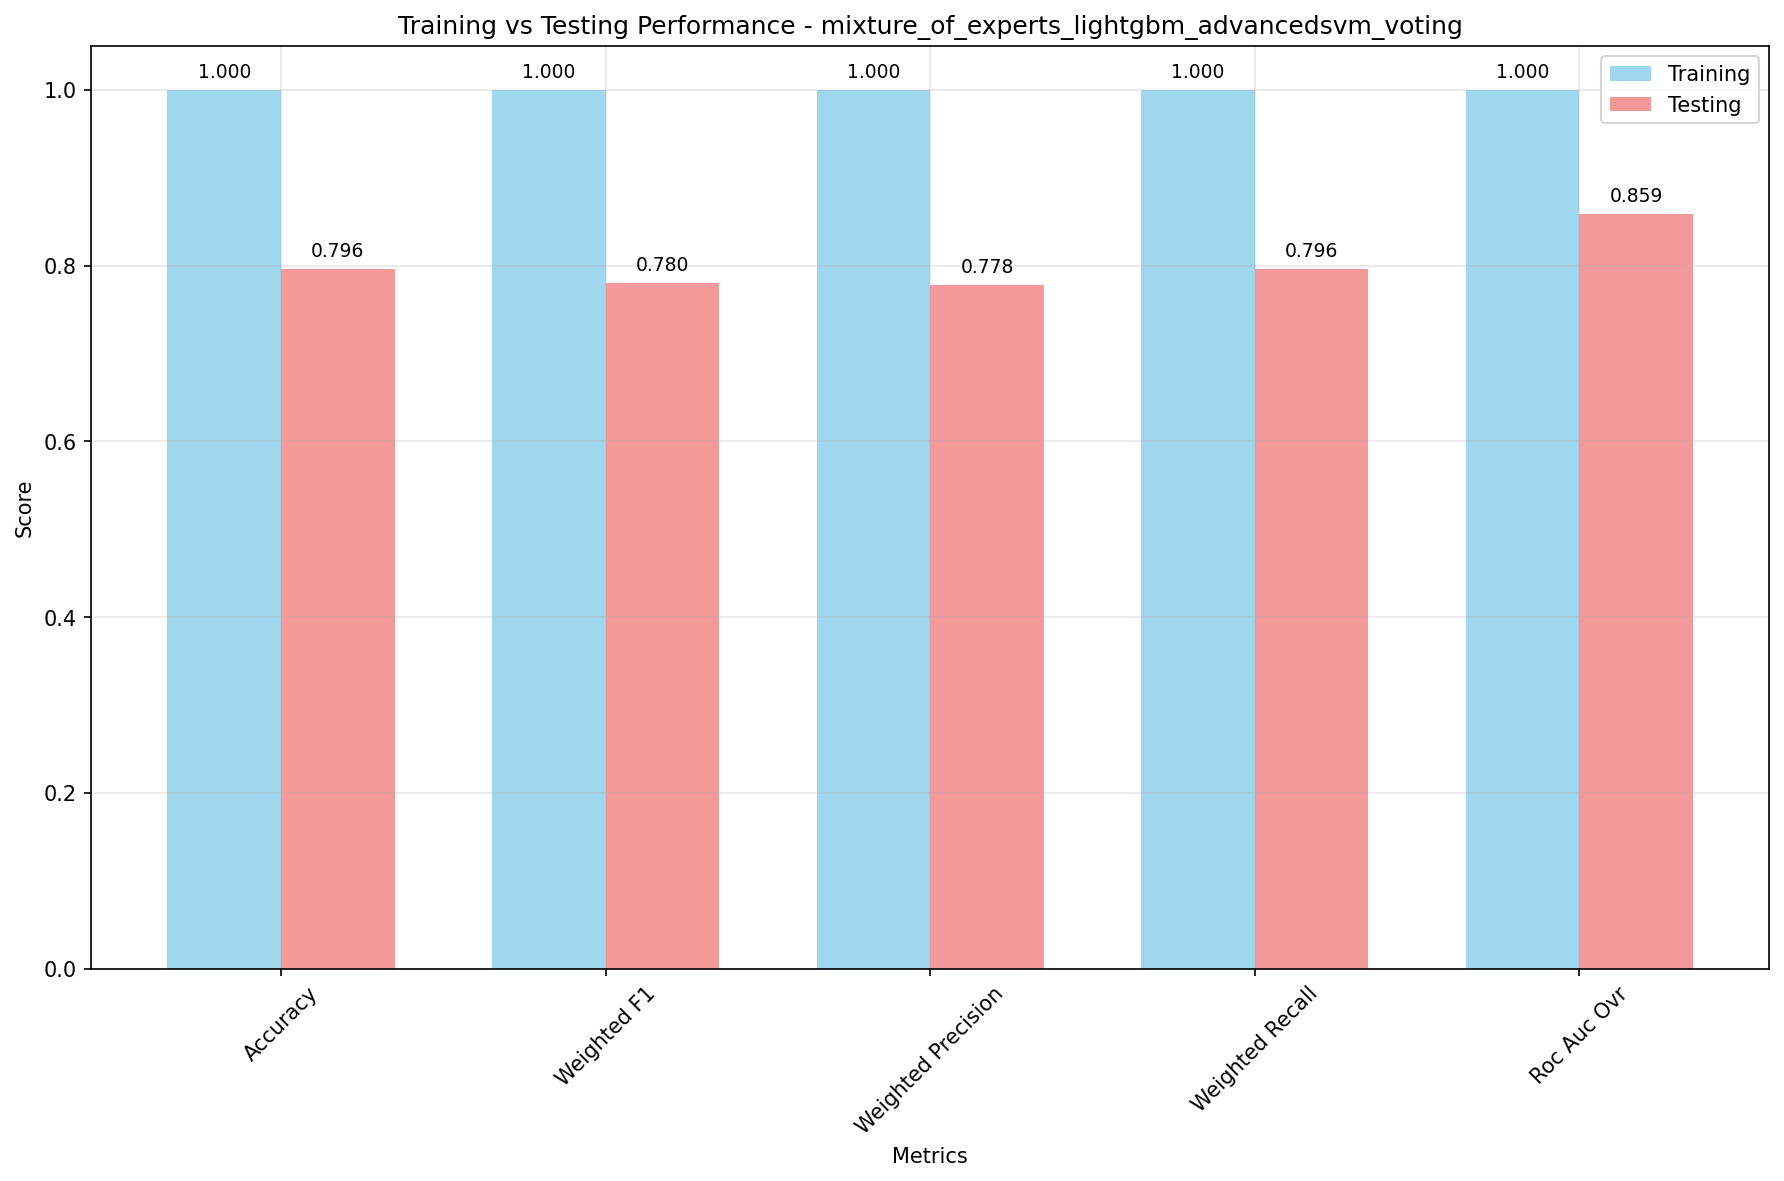 Training vs Testing Performance - mixture_of_experts_lightgbm_advancedsvm_voting
1.000
1.000
1.000
1.000
1.000
Training
Testing
0.796
0.780
0.778
0.796
0.859
1.0
0.8
0.6
0.4
0.2
0.0
Score
Accuracy
Weighted F1
Weighted Precision
Weighted Recall
Roc Auc Ovr
Metrics